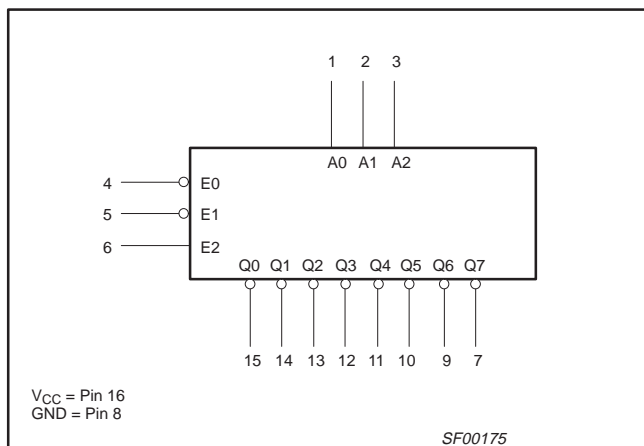 1 2 3
A0 A1 A2
4 E0
5 E1
6 E2
Q0 Q1 Q2 Q3 Q4 Q5 Q6 Q7
15 14 13 12 11 10 9 7
VCC = Pin 16
GND = Pin 8
SF00175